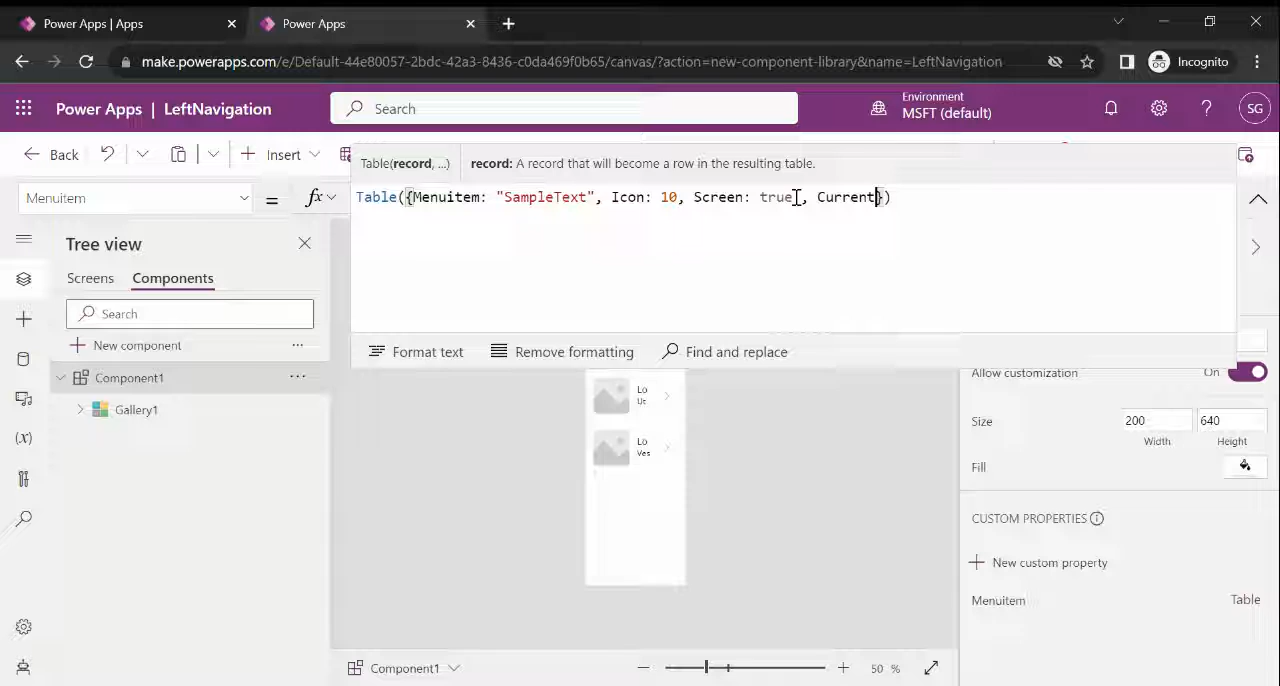 Power Apps | Apps
Power Apps
make.powerapps.com/e/Default-44e80057-2bdc-42a3-8436-c0da469f0b65/canvas/?action=new-component-library&name=LeftNavigation
Incognito
Power Apps | LeftNavigation
Search
Environment
MSFT (default)
SG
Back
Insert
Table(record, ...)
record: A record that will become a row in the resulting table.
Menuitem
=
fx
Table({Menuitem: "SampleText", Icon: 10, Screen: true , Current})
Tree view
Screens
Components
Search
New component
Component1
Gallery1
Format text
Remove formatting
Find and replace
Lo
Ut
Lo
Ves
Allow customization
On
Size
200
640
Width
Height
Fill
CUSTOM PROPERTIES
New custom property
Menuitem
Table
Component1
50 %